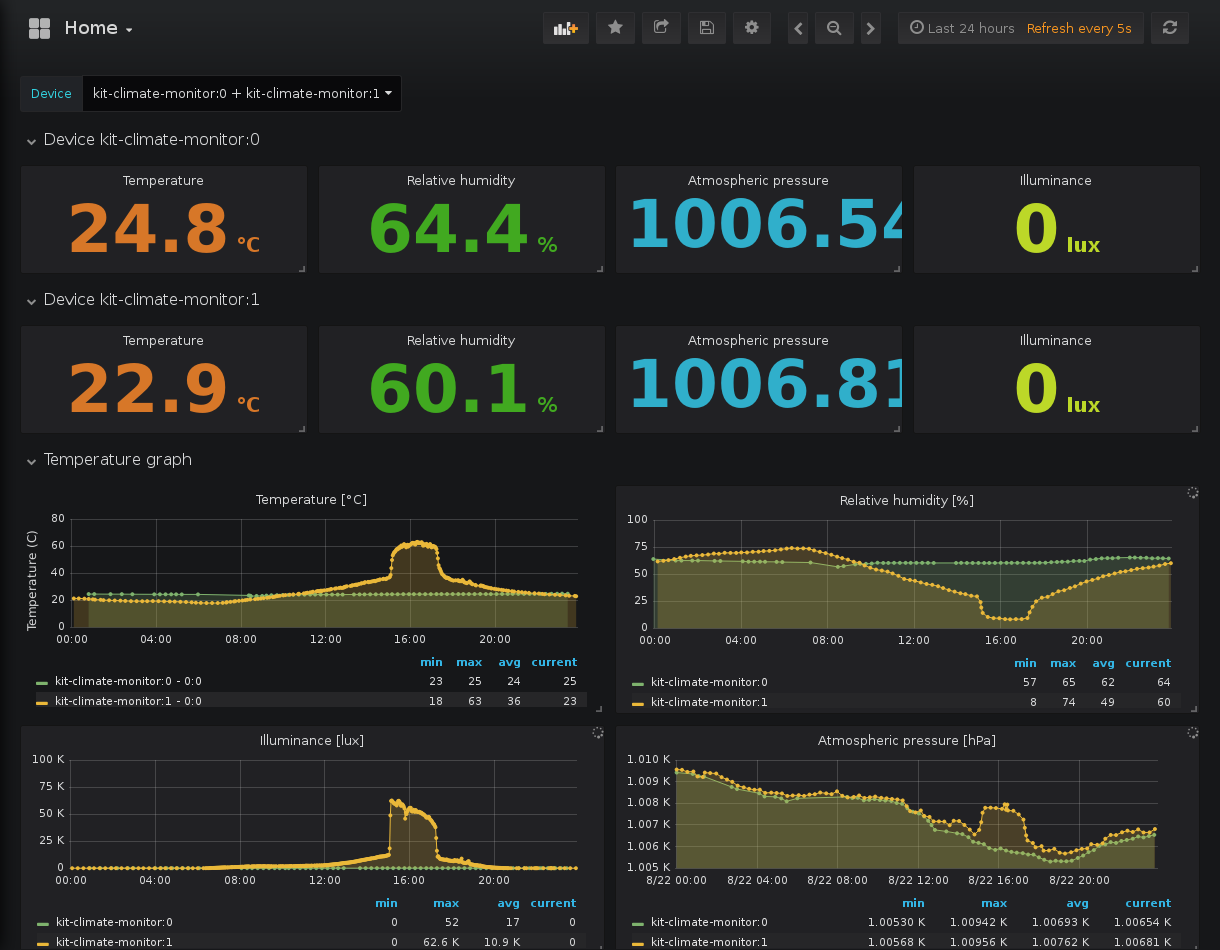 Home
Last 24 hours Refresh every 5s
Device kit-climate-monitor:0 + kit-climate-monitor:1
Device kit-climate-monitor:0
Temperature Relative humidity Atmospheric pressure Illuminance
24.8 °C 64.4 % 1006.54 0 lux
Device kit-climate-monitor:1
Temperature Relative humidity Atmospheric pressure Illuminance
22.9 °C 60.1 % 1006.81 0 lux
Temperature graph
Temperature [°C]
Temperature (C)
80
60
40
20
0
00:00 04:00 08:00 12:00 16:00 20:00
min max avg current
kit-climate-monitor:0 - 0:0 23 25 24 25
kit-climate-monitor:1 - 0:0 18 63 36 23
Relative humidity [%]
100
75
50
25
0
00:00 04:00 08:00 12:00 16:00 20:00
min max avg current
kit-climate-monitor:0 57 65 62 64
kit-climate-monitor:1 8 74 49 60
Illuminance [lux]
100 K
75 K
50 K
25 K
0
00:00 04:00 08:00 12:00 16:00 20:00
min max avg current
kit-climate-monitor:0 0 52 17 0
kit-climate-monitor:1 0 62.6 K 10.9 K 0
Atmospheric pressure [hPa]
1.010 K
1.009 K
1.008 K
1.007 K
1.006 K
1.005 K
8/22 00:00 8/22 04:00 8/22 08:00 8/22 12:00 8/22 16:00 8/22 20:00
min max avg current
kit-climate-monitor:0 1.00530 K 1.00942 K 1.00693 K 1.00654 K
kit-climate-monitor:1 1.00568 K 1.00956 K 1.00762 K 1.00681 K